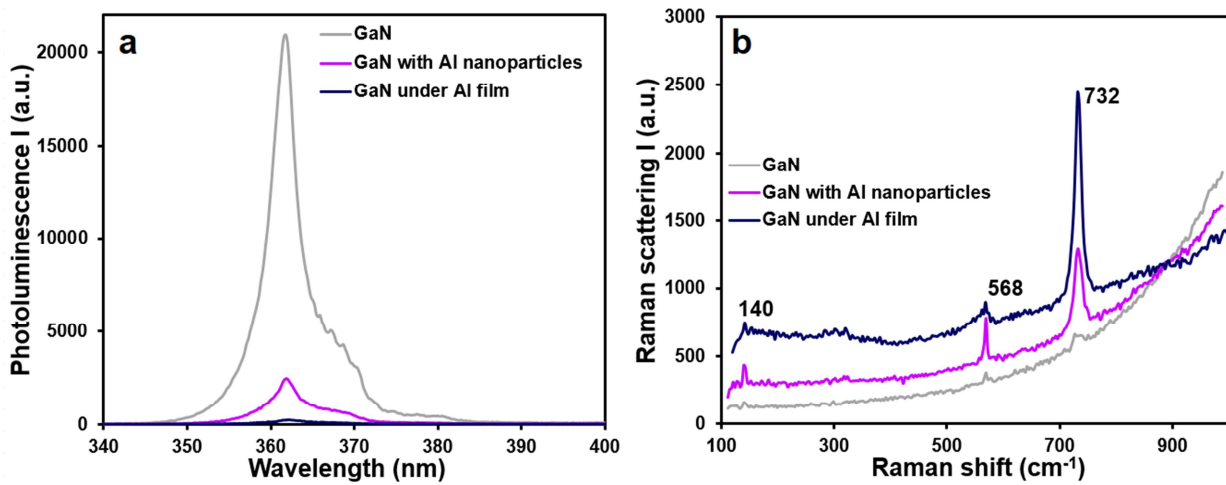 a
Photoluminescence I (a.u.)
20000
15000
10000
5000
0
GaN
GaN with Al nanoparticles
GaN under Al film
340 350 360 370 380 390 400
Wavelength (nm)
b
Raman scattering I (a.u.)
3000
2500
2000
1500
1000
500
0
732
GaN
GaN with Al nanoparticles
GaN under Al film
568
140
100 300 500 700 900
Raman shift (cm⁻¹)